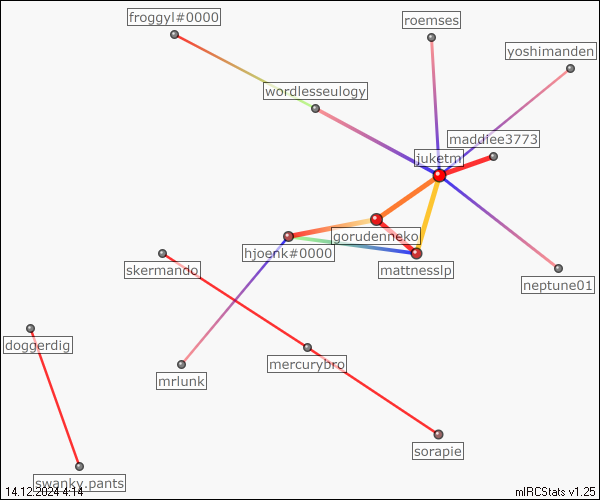 froggyl#0000
roemses
yoshimanden
wordlesseulogy
maddiee3773
juketm
gorudenneko
hjoenk#0000
mattnesslp
skermando
neptune01
doggerdig
mercurybro
mrlunk
sorapie
swanky.pants
14.12.2024 4:14
mIRCStats v1.25